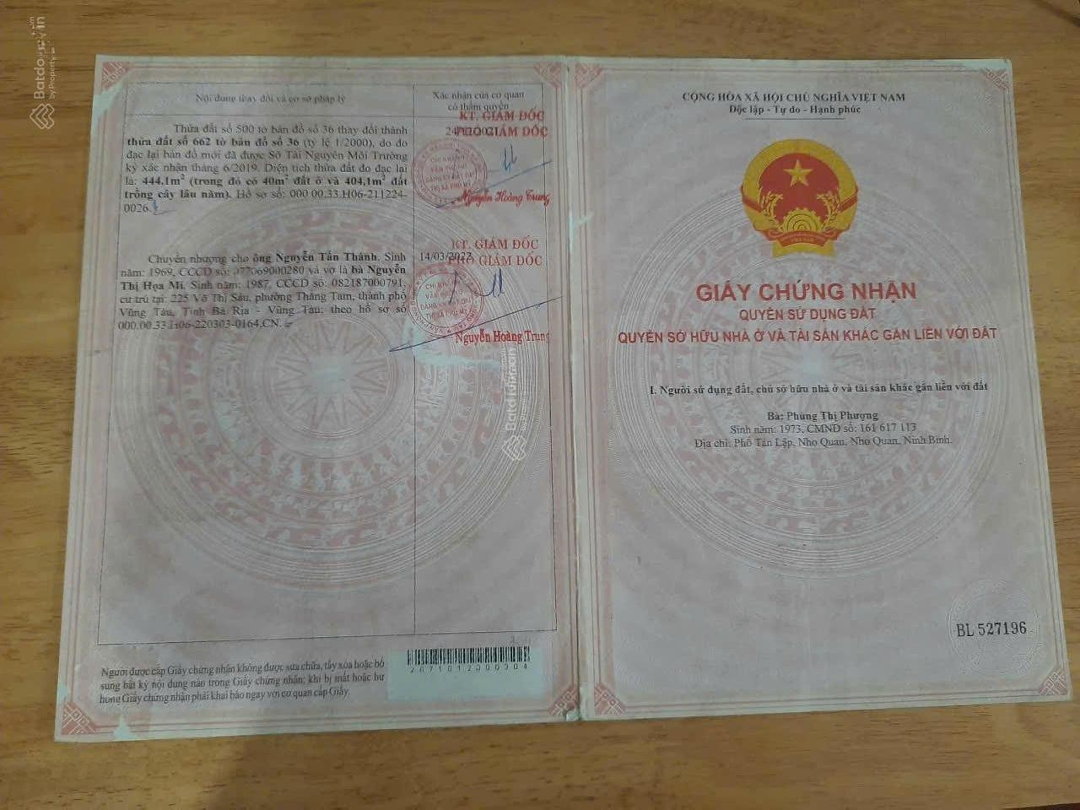 Nội dung thay đổi và cơ sở pháp lý
Xác nhận của cơ quan
có thẩm quyền
Thửa đất số 500 tờ bản đồ số 36 thay đổi thành
thửa đất số 662 tờ bản đồ số 36 (tỷ lệ 1/2000), do đo
đạc lại bản đồ mới đã được Sở Tài Nguyên Môi Trường
ký xác nhận tháng 6/2019. Diện tích thửa đất do đạc lại
là: 444,1m² (trong đó có 40m² đất ở và 404,1m² đất
trồng cây lâu năm). Hồ sơ số: 000.00.33.H06-211224-
0026.
KT. GIÁM ĐỐC
PHÓ GIÁM ĐỐC
Nguyễn Hoàng Trung
Chuyển nhượng cho ông Nguyễn Tấn Thành, Sinh
năm: 1969, CCCD số: 077069000280 và vợ là bà Nguyễn
Thị Họa Mi, Sinh năm: 1987, CCCD số: 082187000791;
cư trú tại: 225 Võ Thị Sáu, phường Thắng Tam, thành phố
Vũng Tàu, Tỉnh Bà Rịa - Vũng Tàu; theo hồ sơ số
000.00.33.H06-220303-0164.CN.
KT. GIÁM ĐỐC
14/03/2022
PHÓ GIÁM ĐỐC
Nguyễn Hoàng Trung
Người được cấp Giấy chứng nhận không được sửa chữa, tẩy xóa hoặc bổ
sung bất kỳ nội dung nào trong Giấy chứng nhận; khi bị mất hoặc hư
hỏng Giấy chứng nhận phải khai báo ngay với cơ quan cấp Giấy.
CỘNG HÒA XÃ HỘI CHỦ NGHĨA VIỆT NAM
Độc lập - Tự do - Hạnh phúc
GIẤY CHỨNG NHẬN
QUYỀN SỬ DỤNG ĐẤT
QUYỀN SỞ HỮU NHÀ Ở VÀ TÀI SẢN KHÁC GẮN LIỀN VỚI ĐẤT
I. Người sử dụng đất, chủ sở hữu nhà ở và tài sản khác gắn liền với đất
Bà: Phùng Thị Phượng
Sinh năm: 1973, CMND số: 161 617 113
Địa chỉ: Phố Tân Lập, Nho Quan, Nho Quan, Ninh Bình.
BL 527196
Batdongsan
by PropertyGuru